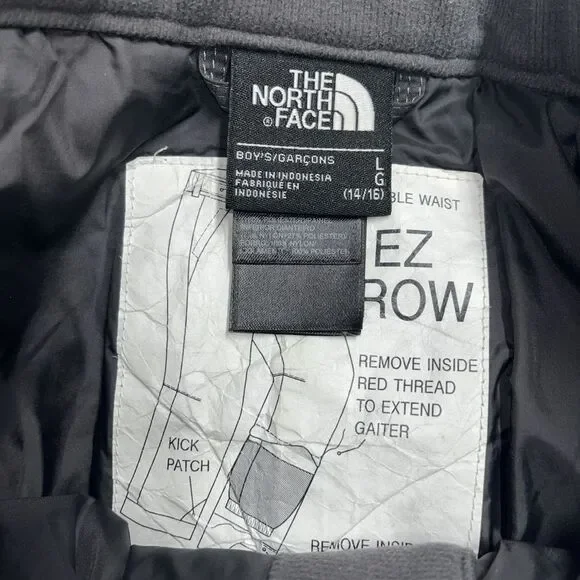 THE
NORTH
FACE
®
BOY'S/GARÇONS
MADE IN INDONESIA
FABRIQUÉ EN
INDONÉSIE
L
G
(14/16)
BLE WAIST
EZ
ROW
REMOVE INSIDE
RED THREAD
TO EXTEND
GAITER
KICK
PATCH
REMOVE INSIDE